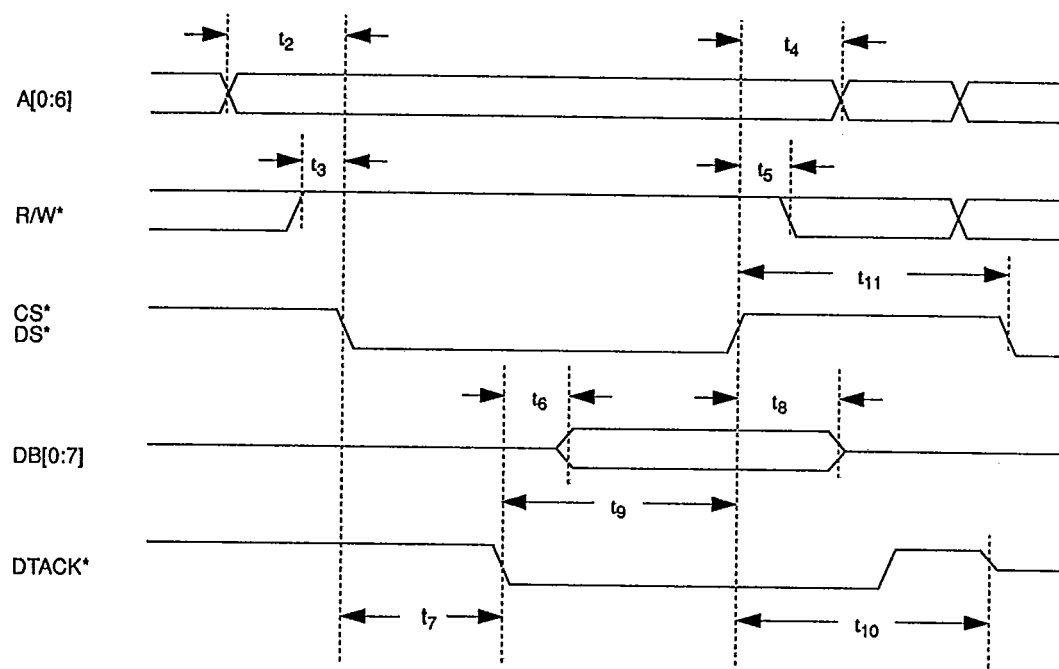 t2
t4
A[0:6]
t3
t5
R/W*
t11
CS*
DS*
t6
t8
DB[0:7]
t9
DTACK*
t7
t10